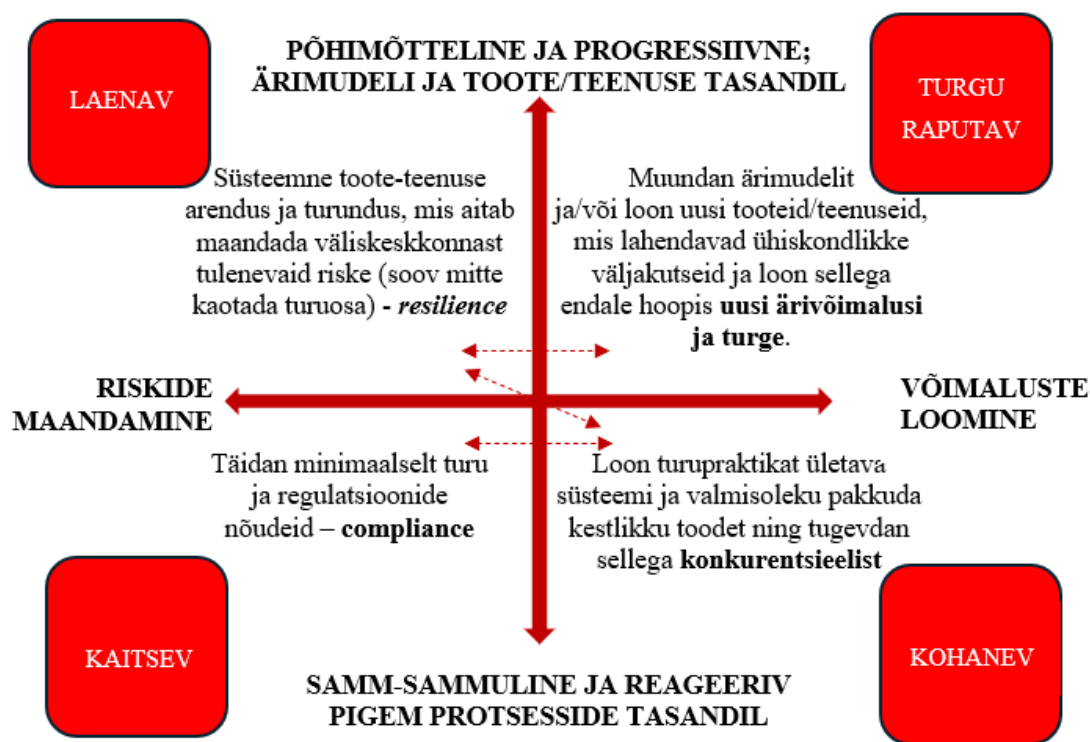 LAENAV
PÕHIMÕTTELINE JA PROGRESSIIVNE;
ÄRIMUDELI JA TOOTE/TEENUSE TASANDIL
TURGU
RAPUTAV
Süsteemne toote-teenuse
arendus ja turundus, mis aitab
maandada väliskeskkonnast
tulenevaid riske (soov mitte
kaotada turuosa) - resilience
Muundan ärimudelit
ja/või loon uusi tooteid/teenuseid,
mis lahendavad ühiskondlikke
väljakutseid ja loon sellega
endale hoopis uusi ärivõimalusi
ja turge.
RISKIDE
MAANDAMINE
VÕIMALUSTE
LOOMINE
Täidan minimaalselt turu
ja regulatsioonide
nõudeid – compliance
Loon turupraktikat ületava
süsteemi ja valmisoleku pakkuda
kestlikku toodet ning tugevdan
sellega konkurentsieelist
KAITSEV
SAMM-SAMMULINE JA REAGEERIV
PIGEM PROTSESSIDE TASANDIL
KOHANEV